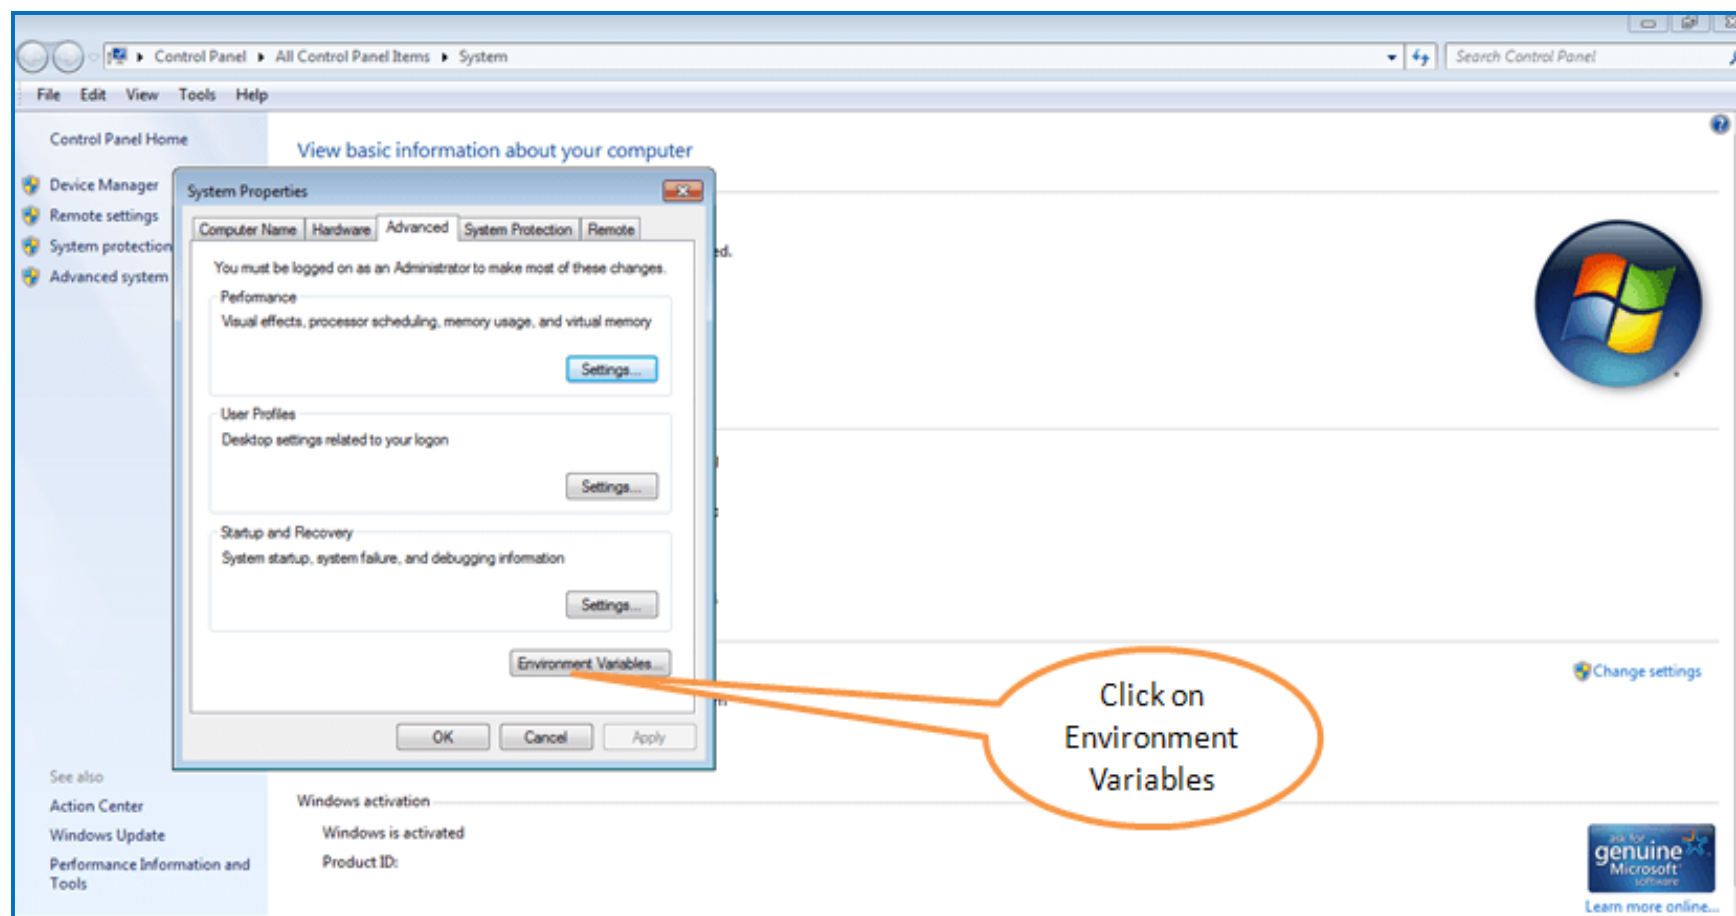 Control Panel ▸ All Control Panel Items ▸ System
Search Control Panel
File Edit View Tools Help
Control Panel Home
Device Manager
Remote settings
System protection
Advanced system
View basic information about your computer
System Properties
Computer Name Hardware Advanced System Protection Remote
You must be logged on as an Administrator to make most of these changes.
Performance
Visual effects, processor scheduling, memory usage, and virtual memory
Settings...
User Profiles
Desktop settings related to your logon
Settings...
Startup and Recovery
System startup, system failure, and debugging information
Settings...
Environment Variables...
OK Cancel Apply
ed.
Click on
Environment
Variables
Change settings
See also
Action Center
Windows Update
Performance Information and
Tools
Windows activation
Windows is activated
Product ID:
ask for
genuine
Microsoft
software
Learn more online...